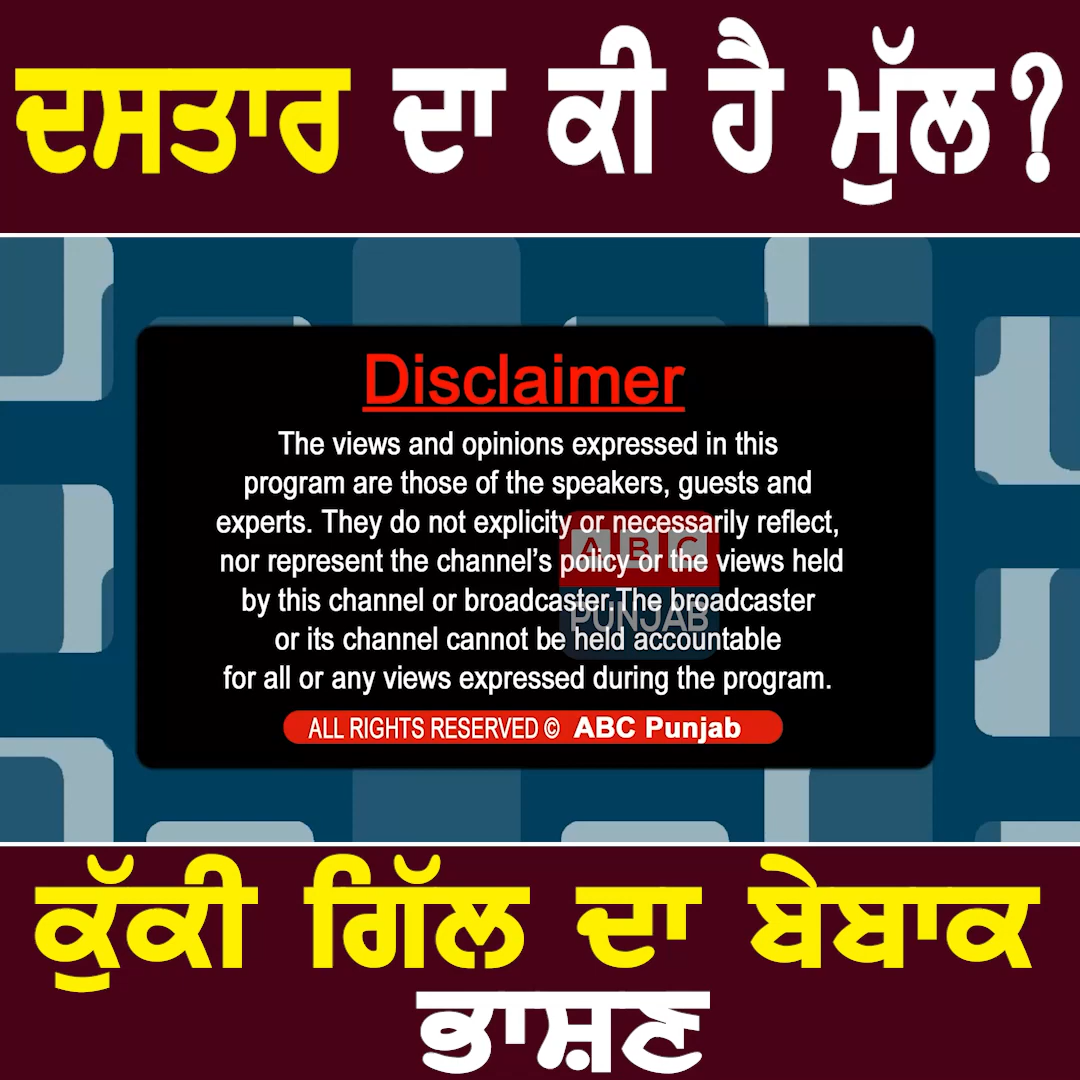 ਦਸਤਾਰ ਦਾ ਕੀ ਹੈ ਮੁੱਲ?
Disclaimer
The views and opinions expressed in this
program are those of the speakers, guests and
experts. They do not explicity or necessarily reflect,
nor represent the channel's policy or the views held
by this channel or broadcaster.The broadcaster
or its channel cannot be held accountable
for all or any views expressed during the program.
ABC
PUNJAB
ALL RIGHTS RESERVED © ABC Punjab
ਕੁੱਕੀ ਗਿੱਲ ਦਾ ਬੇਬਾਕ
ਭਾਸ਼ਣ